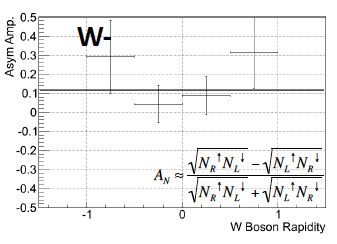 Asym Amp.
0.5
W-
0.4
0.3
0.2
0.1
0
-0.1
-0.2
-0.3
-0.4
-0.5
A_N ≈ (√(N_R↑ N_L↓) − √(N_L↑ N_R↓)) / (√(N_R↑ N_L↓) + √(N_L↑ N_R↓))
-1 0 1
W Boson Rapidity